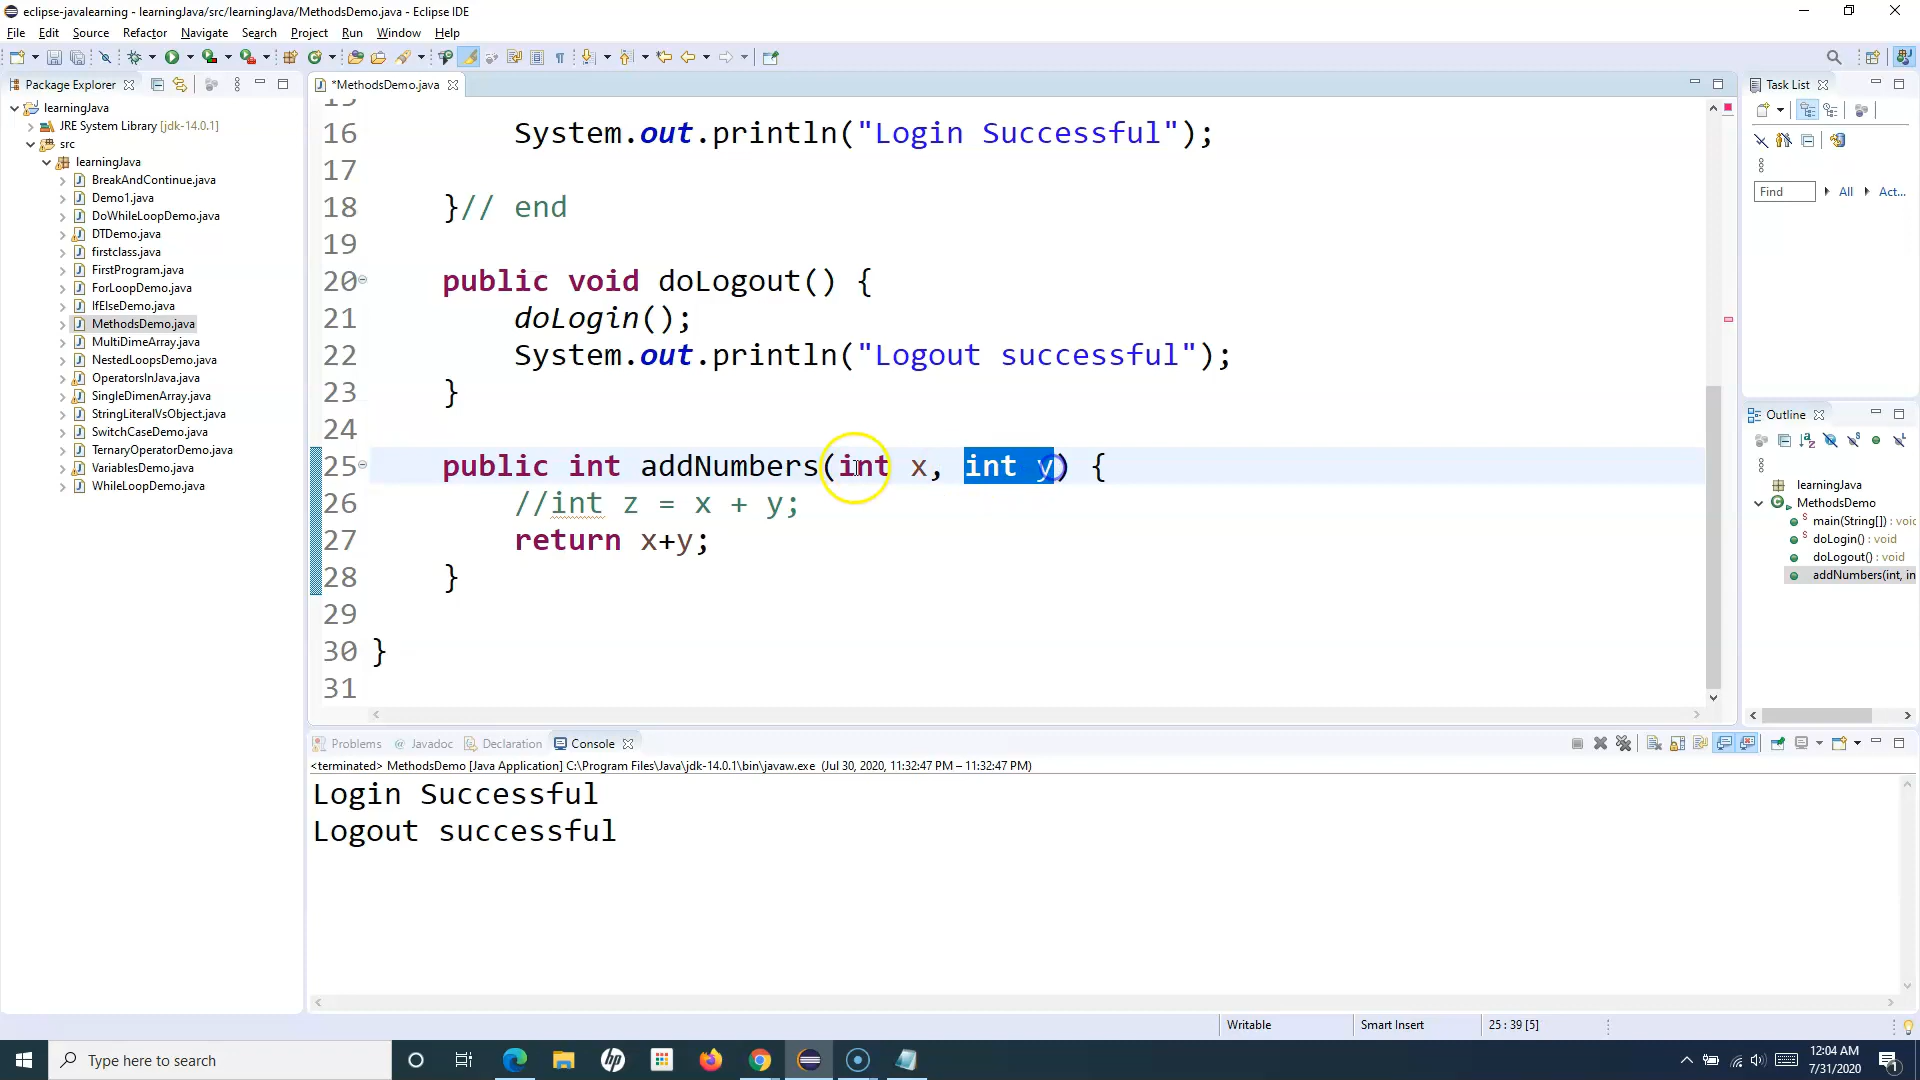 eclipse-javalearning - learningJava/src/learningJava/MethodsDemo.java - Eclipse IDE
File Edit Source Refactor Navigate Search Project Run Window Help
Package Explorer
learningJava
JRE System Library [jdk-14.0.1]
src
learningJava
BreakAndContinue.java
Demo1.java
DoWhileLoopDemo.java
DTDemo.java
firstclass.java
FirstProgram.java
ForLoopDemo.java
IfElseDemo.java
MethodsDemo.java
MultiDimeArray.java
NestedLoopsDemo.java
OperatorsInJava.java
SingleDimenArray.java
StringLiteralVsObject.java
SwitchCaseDemo.java
TernaryOperatorDemo.java
VariablesDemo.java
WhileLoopDemo.java
*MethodsDemo.java
16 System.out.println("Login Successful");
17
18 }// end
19
20 public void doLogout() {
21 doLogin();
22 System.out.println("Logout successful");
23 }
24
25 public int addNumbers(int x, int y) {
26 //int z = x + y;
27 return x+y;
28 }
29
30 }
31
Task List
Find All Act...
Outline
learningJava
MethodsDemo
main(String[]) : voi
doLogin() : void
doLogout() : void
addNumbers(int, in
Problems Javadoc Declaration Console
<terminated> MethodsDemo [Java Application] C:\Program Files\Java\jdk-14.0.1\bin\javaw.exe (Jul 30, 2020, 11:32:47 PM – 11:32:47 PM)
Login Successful
Logout successful
Writable Smart Insert 25 : 39 [5]
Type here to search
12:04 AM
7/31/2020